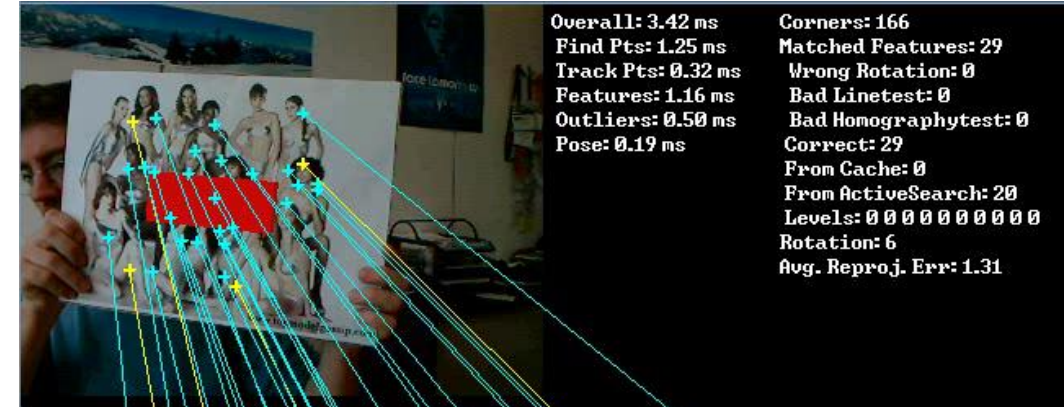 Overall: 3.42 ms
Find Pts: 1.25 ms
Track Pts: 0.32 ms
Features: 1.16 ms
Outliers: 0.50 ms
Pose: 0.19 ms
Corners: 166
Matched Features: 29
Wrong Rotation: 0
Bad Linetest: 0
Bad Homographytest: 0
Correct: 29
From Cache: 0
From ActiveSearch: 20
Levels: 0 0 0 0 0 0 0 0 0 0
Rotation: 6
Avg. Reproj. Err: 1.31